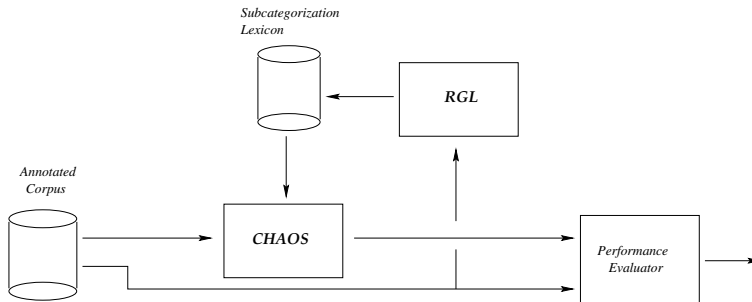 Subcategorization
Lexicon
RGL
Annotated
Corpus
CHAOS
Performance
Evaluator